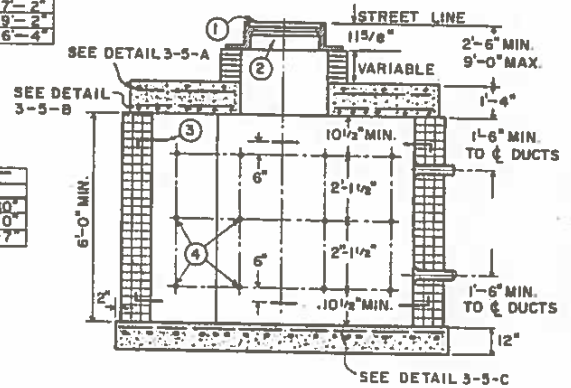 7'-2"
9'-2"
6'-4"
1
STREET LINE
11 5/8"
2'-6" MIN.
9'-0" MAX.
2
SEE DETAIL 3-5-A
VARIABLE
SEE DETAIL
3-5-B
1'-4"
3
10 1/2" MIN.
1'-6" MIN.
TO ℄ DUCTS
6"
2'-1 1/2"
6'-0" MIN.
4
2'-1 1/2"
6"
2"
10 1/2" MIN.
1'-6" MIN.
TO ℄ DUCTS
12"
SEE DETAIL 3-5-C